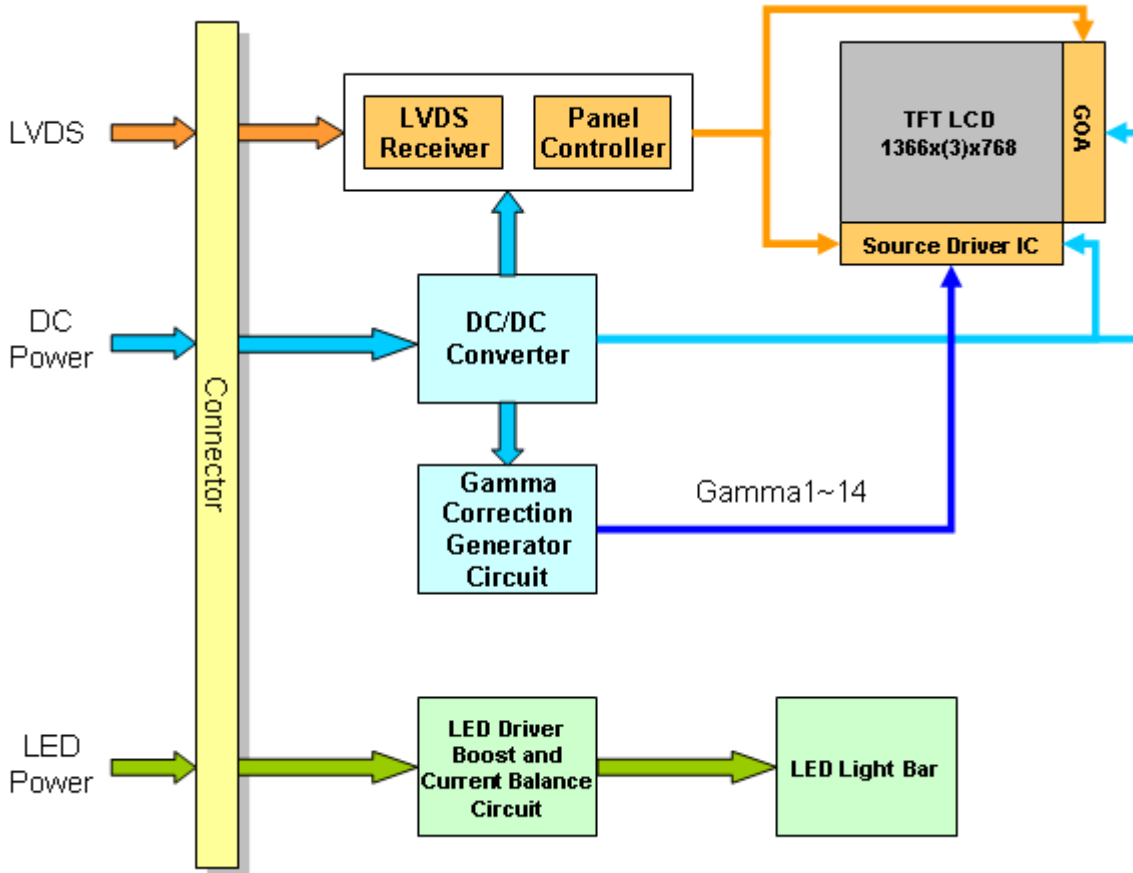 LVDS
LVDS
Receiver
Panel
Controller
TFT LCD
1366x(3)x768
GOA
Source Driver IC
DC
Power
DC/DC
Converter
Connector
Gamma
Correction
Generator
Circuit
Gamma1~14
LED
Power
LED Driver
Boost and
Current Balance
Circuit
LED Light Bar